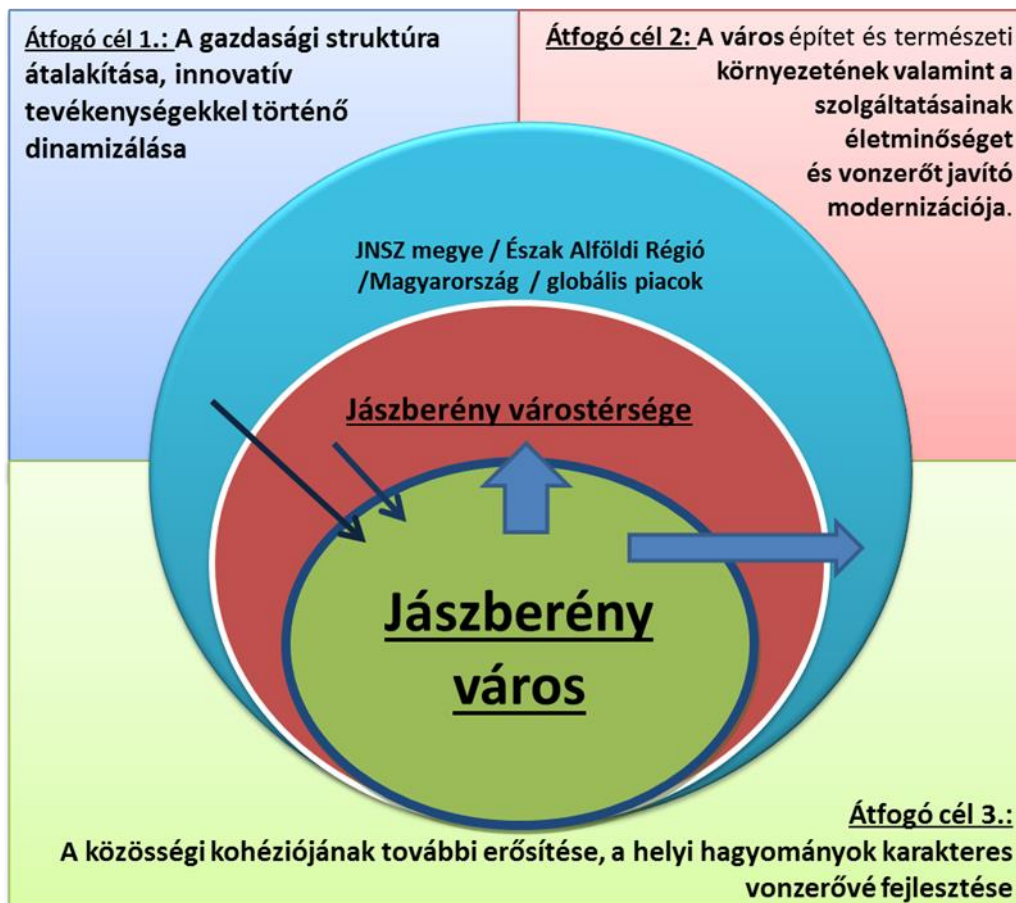 Átfogó cél 1.: A gazdasági struktúra
átalakítása, innovatív
tevékenységekkel történő
dinamizálása
Átfogó cél 2: A város építet és természeti
környezetének valamint a
szolgáltatásainak
életminőséget
és vonzerőt javító
modernizációja.
JNSZ megye / Észak Alföldi Régió
/Magyarország / globális piacok
Jászberény várostérsége
Jászberény
város
Átfogó cél 3.:
A közösségi kohéziójának további erősítése, a helyi hagyományok karakteres
vonzerővé fejlesztése